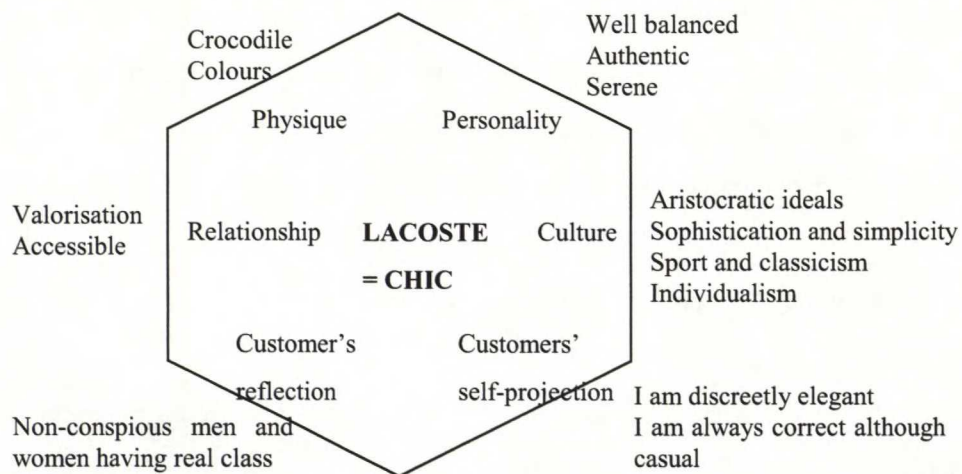 Crocodile
Colours
Well balanced
Authentic
Serene
Physique
Personality
Valorisation
Accessible
Relationship
LACOSTE
= CHIC
Culture
Aristocratic ideals
Sophistication and simplicity
Sport and classicism
Individualism
Customer's
reflection
Customers'
self-projection
Non-conspious men and
women having real class
I am discreetly elegant
I am always correct although
casual